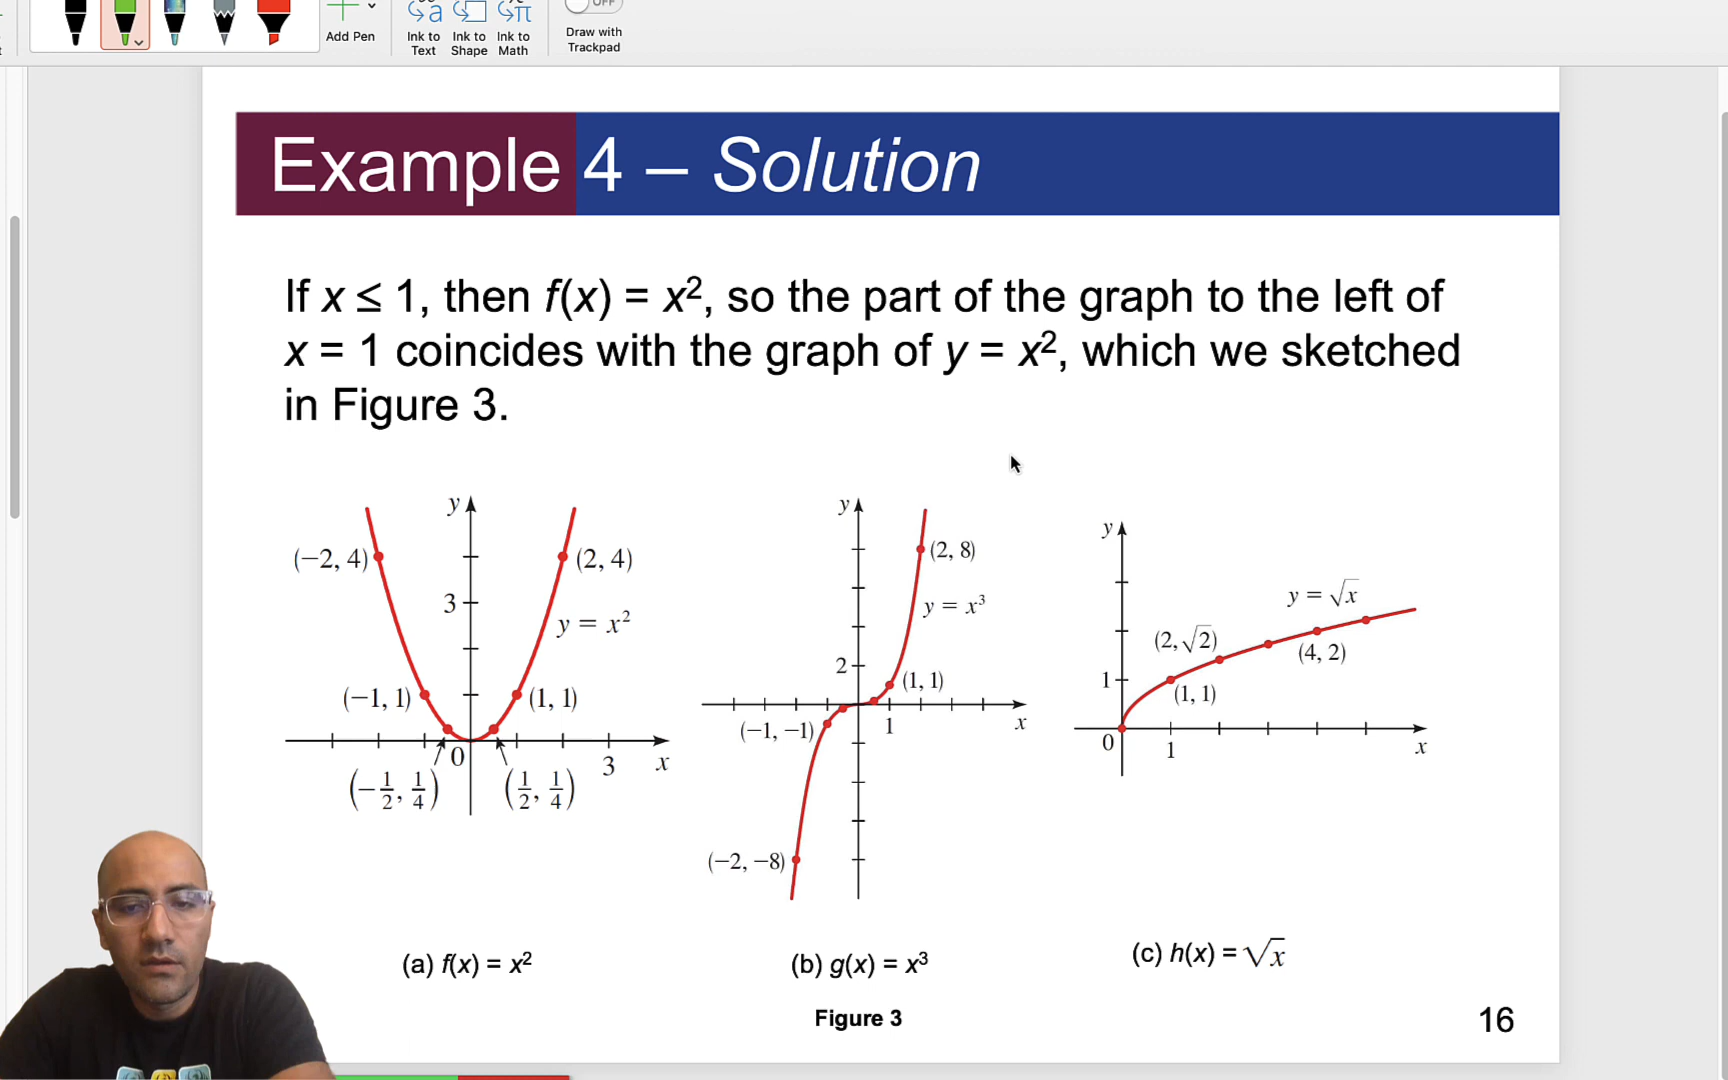 OFF
Add Pen
Ink to Text
Ink to Shape
Ink to Math
Draw with Trackpad
Example 4 – Solution
If x ≤ 1, then f(x) = x², so the part of the graph to the left of
x = 1 coincides with the graph of y = x², which we sketched
in Figure 3.
y
(−2, 4)
(2, 4)
3
y = x²
(−1, 1)
(1, 1)
0
3
x
(−1/2, 1/4)
(1/2, 1/4)
(a) f(x) = x²
y
(2, 8)
y = x³
2
(1, 1)
(−1, −1)
1
x
(−2, −8)
(b) g(x) = x³
y
y = √x
(2, √2)
(4, 2)
1
(1, 1)
0
1
x
(c) h(x) = √x
Figure 3
16